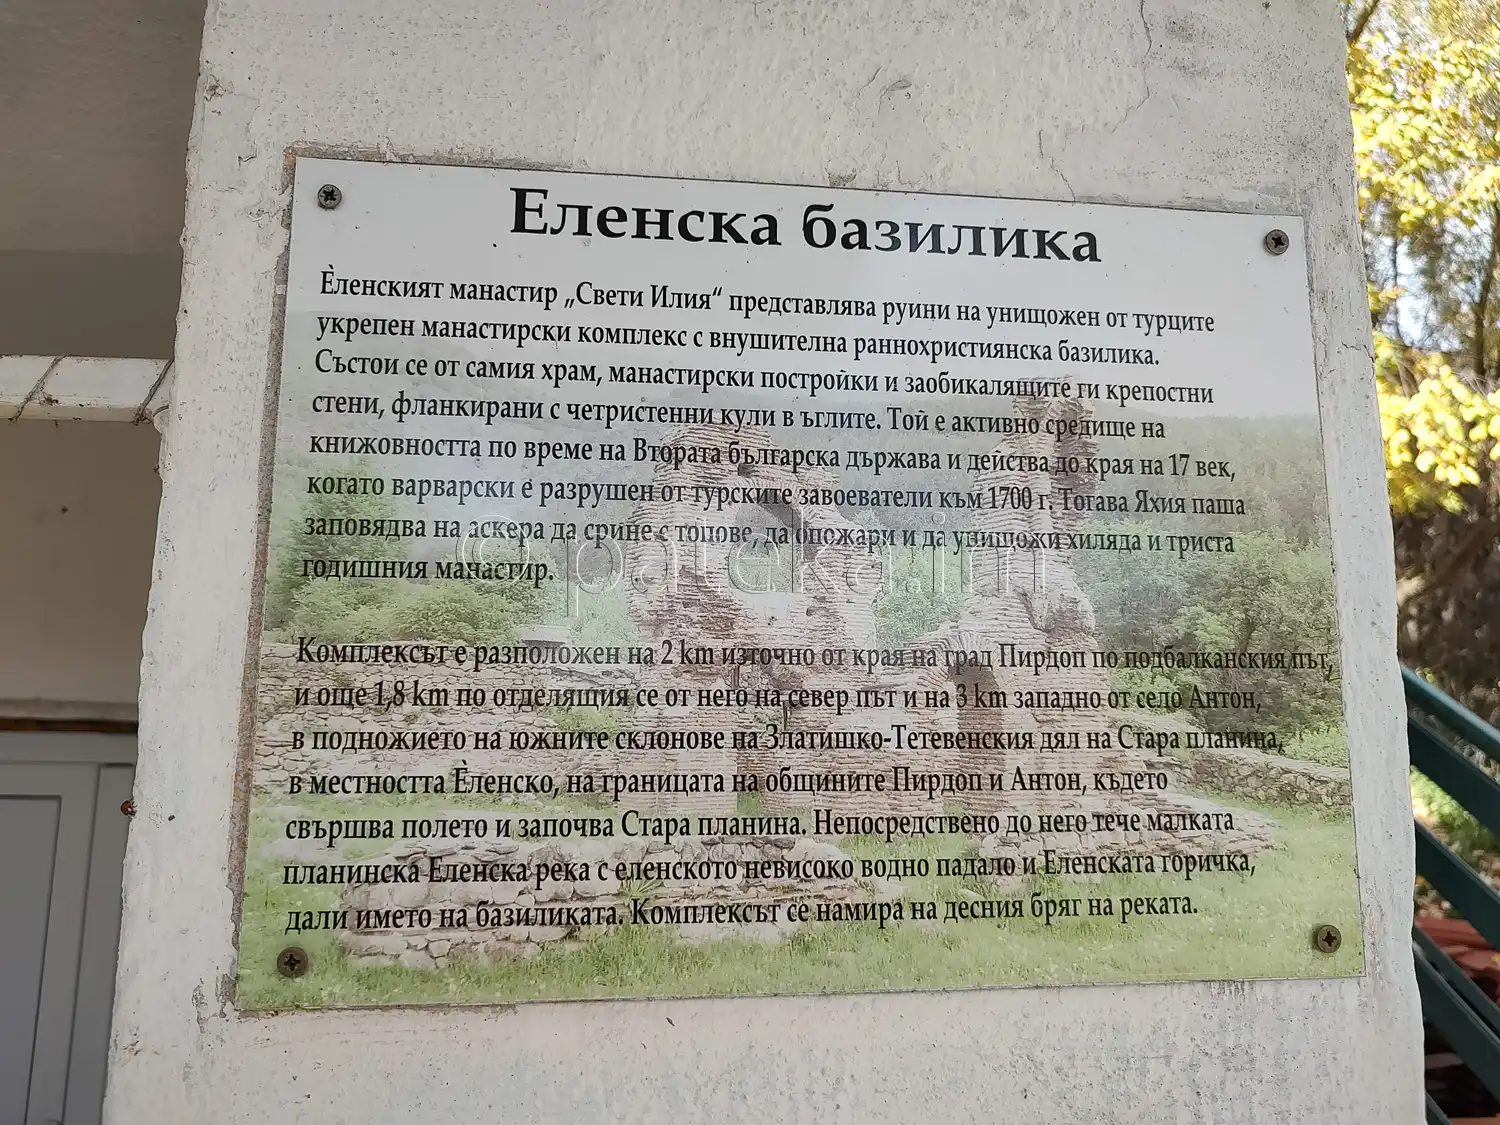 Еленска базилика
Ѐленският манастир „Свети Илия“ представлява руини на унищожен от турците
укрепен манастирски комплекс с внушителна раннохристиянска базилика.
Състои се от самия храм, манастирски постройки и заобикалящите ги крепостни
стени, фланкирани с четристенни кули в ъглите. Той е активно средище на
книжовността по време на Втората българска държава и действа до края на 17 век,
когато варварски е разрушен от турските завоеватели към 1700 г. Тогава Яхия паша
заповядва на аскера да срине с топове, да опожари и да унищожи хиляда и триста
годишния манастир.
© pateka.in
Комплексът е разположен на 2 km източно от края на град Пирдоп по подбалканския път,
и още 1,8 km по отделящия се от него на север път и на 3 km западно от село Антон,
в подножието на южните склонове на Златишко-Тетевенския дял на Стара планина,
в местността Ѐленско, на границата на общините Пирдоп и Антон, където
свършва полето и започва Стара планина. Непосредствено до него тече малката
планинска Еленска река с еленското невисоко водно падало и Еленската горичка,
дали името на базиликата. Комплексът се намира на десния бряг на реката.